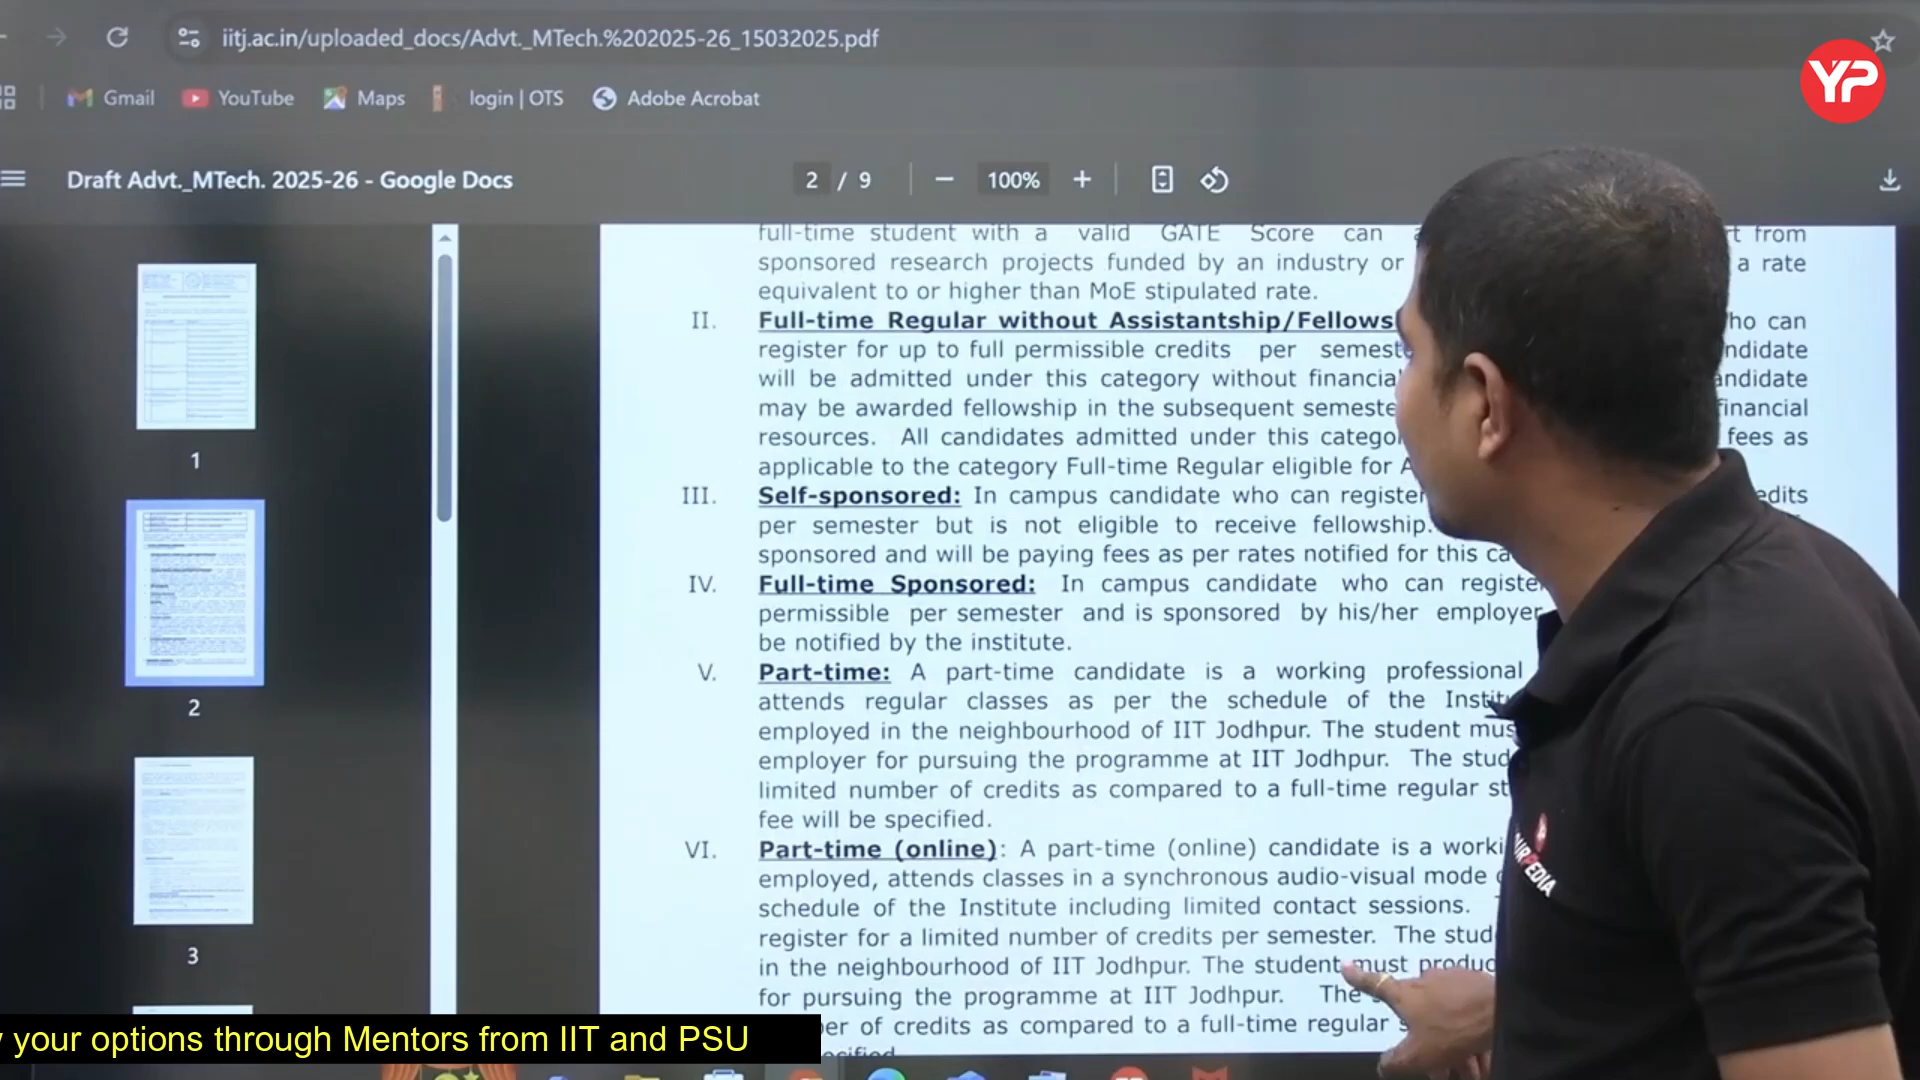 iitj.ac.in/uploaded_docs/Advt._MTech.%202025-26_15032025.pdf
YP
Gmail YouTube Maps login | OTS Adobe Acrobat
Draft Advt._MTech. 2025-26 - Google Docs 2 / 9 100%
full-time student with a valid GATE Score can from
sponsored research projects funded by an industry or a rate
equivalent to or higher than MoE stipulated rate.
II. Full-time Regular without Assistantship/Fellows ho can
register for up to full permissible credits per semest ndidate
will be admitted under this category without financial andidate
may be awarded fellowship in the subsequent semeste financial
resources. All candidates admitted under this catego fees as
applicable to the category Full-time Regular eligible for A
III. Self-sponsored: In campus candidate who can register edits
per semester but is not eligible to receive fellowship.
sponsored and will be paying fees as per rates notified for this ca
IV. Full-time Sponsored: In campus candidate who can registe
permissible per semester and is sponsored by his/her employer
be notified by the institute.
V. Part-time: A part-time candidate is a working professional
attends regular classes as per the schedule of the Institu
employed in the neighbourhood of IIT Jodhpur. The student mus
employer for pursuing the programme at IIT Jodhpur. The stud
limited number of credits as compared to a full-time regular st
fee will be specified.
VI. Part-time (online): A part-time (online) candidate is a worki
employed, attends classes in a synchronous audio-visual mode
schedule of the Institute including limited contact sessions.
register for a limited number of credits per semester. The stud
in the neighbourhood of IIT Jodhpur. The student must produc
for pursuing the programme at IIT Jodhpur. The
er of credits as compared to a full-time regular s
ecified
1
2
3
your options through Mentors from IIT and PSU